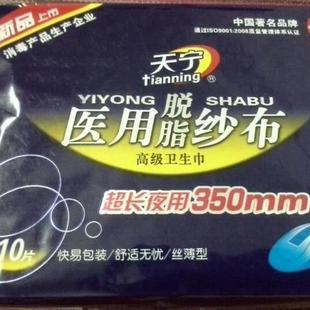 新品上市
消毒产品生产企业
中国著名品牌
通过ISO9001:2008质量管理体系认证
天宁
Tianning®
YIYONG SHABU
医用脱脂纱布
高级卫生巾
超长夜用350mm
10片
快易包装/舒适无忧/丝薄型